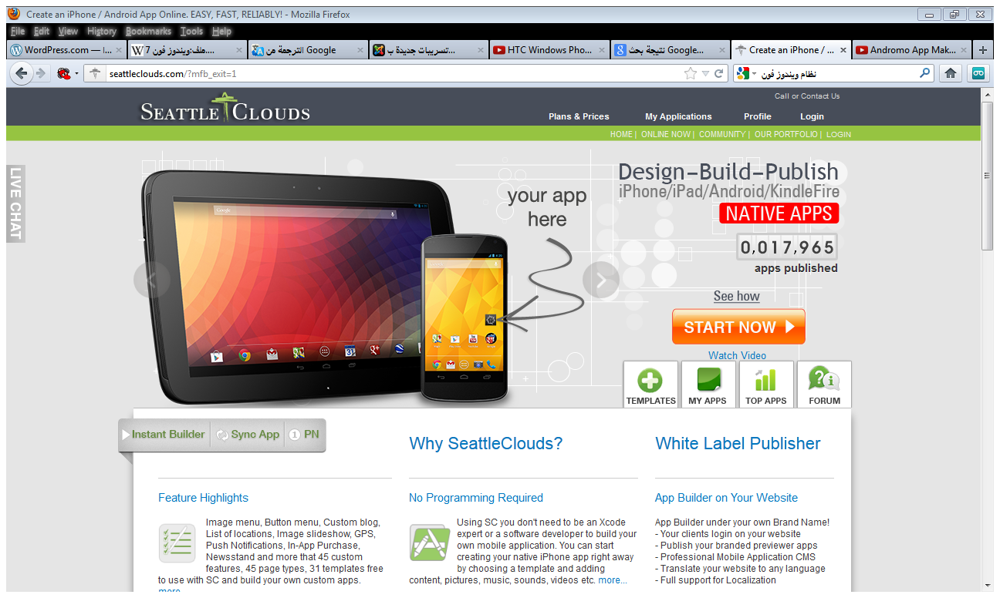 Create an iPhone / Android App Online. EASY, FAST, RELIABLY! - Mozilla Firefox
File Edit View History Bookmarks Tools Help
WordPress.com — I...
ملف:ويندوز فون 7....
الترجمة من Google
تسريبات جديدة ب...
HTC Windows Pho...
نتيجة بحث Google...
Create an iPhone / ...
Andromo App Mak...
seattleclouds.com/?mfb_exit=1
نظام ويندوز فون
SEATTLE CLOUDS
Call or Contact Us
Plans & Prices My Applications Profile Login
HOME | ONLINE NOW | COMMUNITY | OUR PORTFOLIO | LOGIN
LIVE CHAT
Google
your app
here
Design-Build-Publish
iPhone/iPad/Android/KindleFire
NATIVE APPS
0,017,965
apps published
See how
START NOW
Watch Video
TEMPLATES MY APPS TOP APPS FORUM
Instant Builder Sync App 1 PN
Feature Highlights
Image menu, Button menu, Custom blog,
List of locations, Image slideshow, GPS,
Push Notifications, In-App Purchase,
Newsstand and more that 45 custom
features, 45 page types, 31 templates free
to use with SC and build your own custom apps.
more...
Why SeattleClouds?
No Programming Required
Using SC you don't need to be an Xcode
expert or a software developer to build your
own mobile application. You can start
creating your native iPhone app right away
by choosing a template and adding
content, pictures, music, sounds, videos etc. more...
White Label Publisher
App Builder on Your Website
App Builder under your own Brand Name!
- Your clients login on your website
- Publish your branded previewer apps
- Professional Mobile Application CMS
- Translate your website to any language
- Full support for Localization